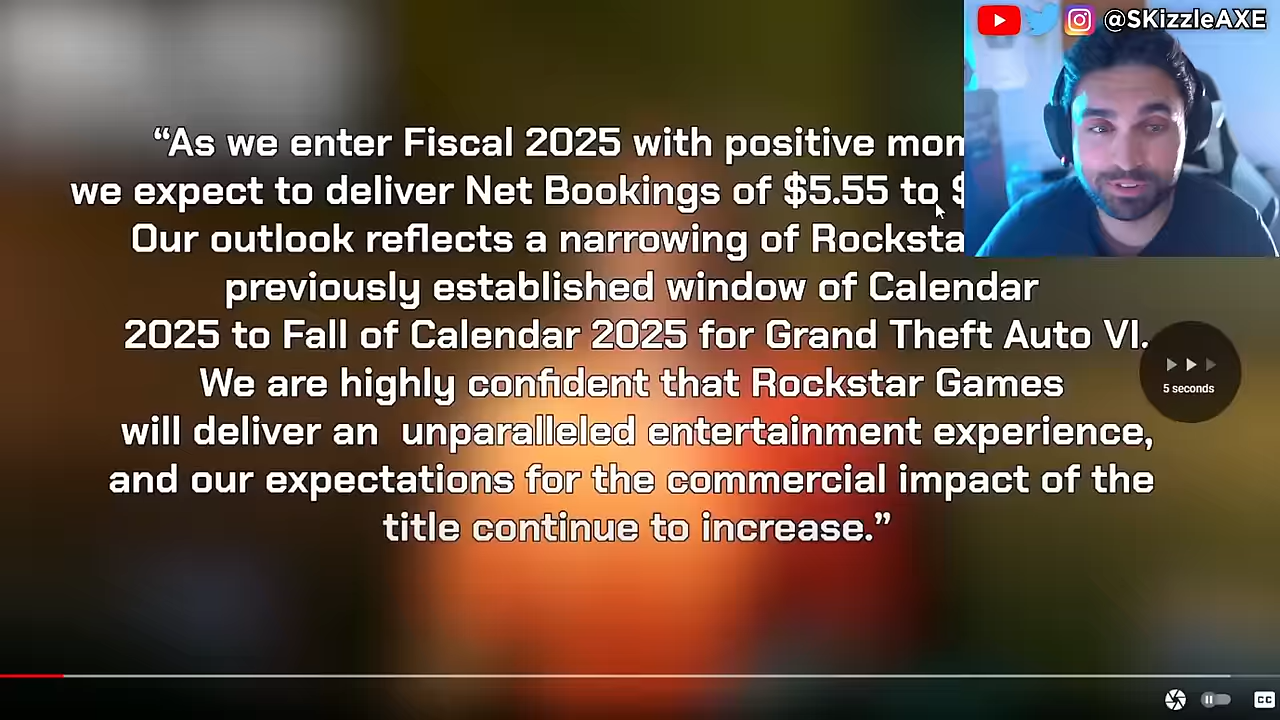 @SKizzleAXE
“As we enter Fiscal 2025 with positive
we expect to deliver Net Bookings of $5.55 to
Our outlook reflects a narrowing of
previously established window of Calendar
2025 to Fall of Calendar 2025 for Grand Theft Auto VI.
We are highly confident that Rockstar Games
will deliver an unparalleled entertainment experience,
and our expectations for the commercial impact of the
title continue to increase.”
5 seconds
CC